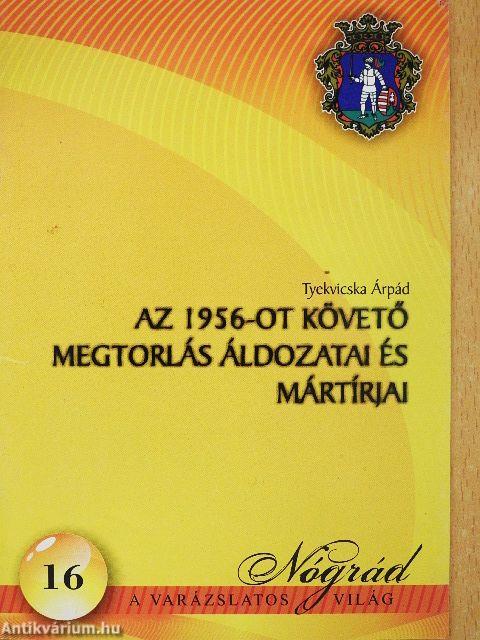 Tyekvicska Árpád
AZ 1956-OT KÖVETŐ
MEGTORLÁS ÁLDOZATAI ÉS
MÁRTÍRJAI
16
Nógrád
A VARÁZSLATOS VILÁG
Antikvárium.hu